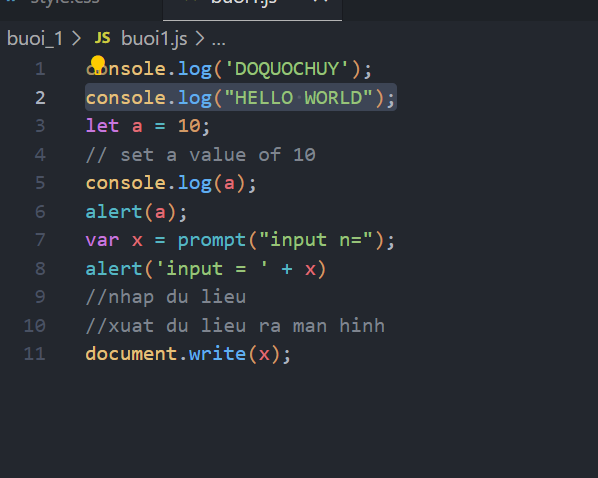 style.css buoi1.js
buoi_1 > JS buoi1.js > ...
1 console.log('DOQUOCHUY');
2 console.log("HELLO WORLD");
3 let a = 10;
4 // set a value of 10
5 console.log(a);
6 alert(a);
7 var x = prompt("input n=");
8 alert('input = ' + x)
9 //nhap du lieu
10 //xuat du lieu ra man hinh
11 document.write(x);